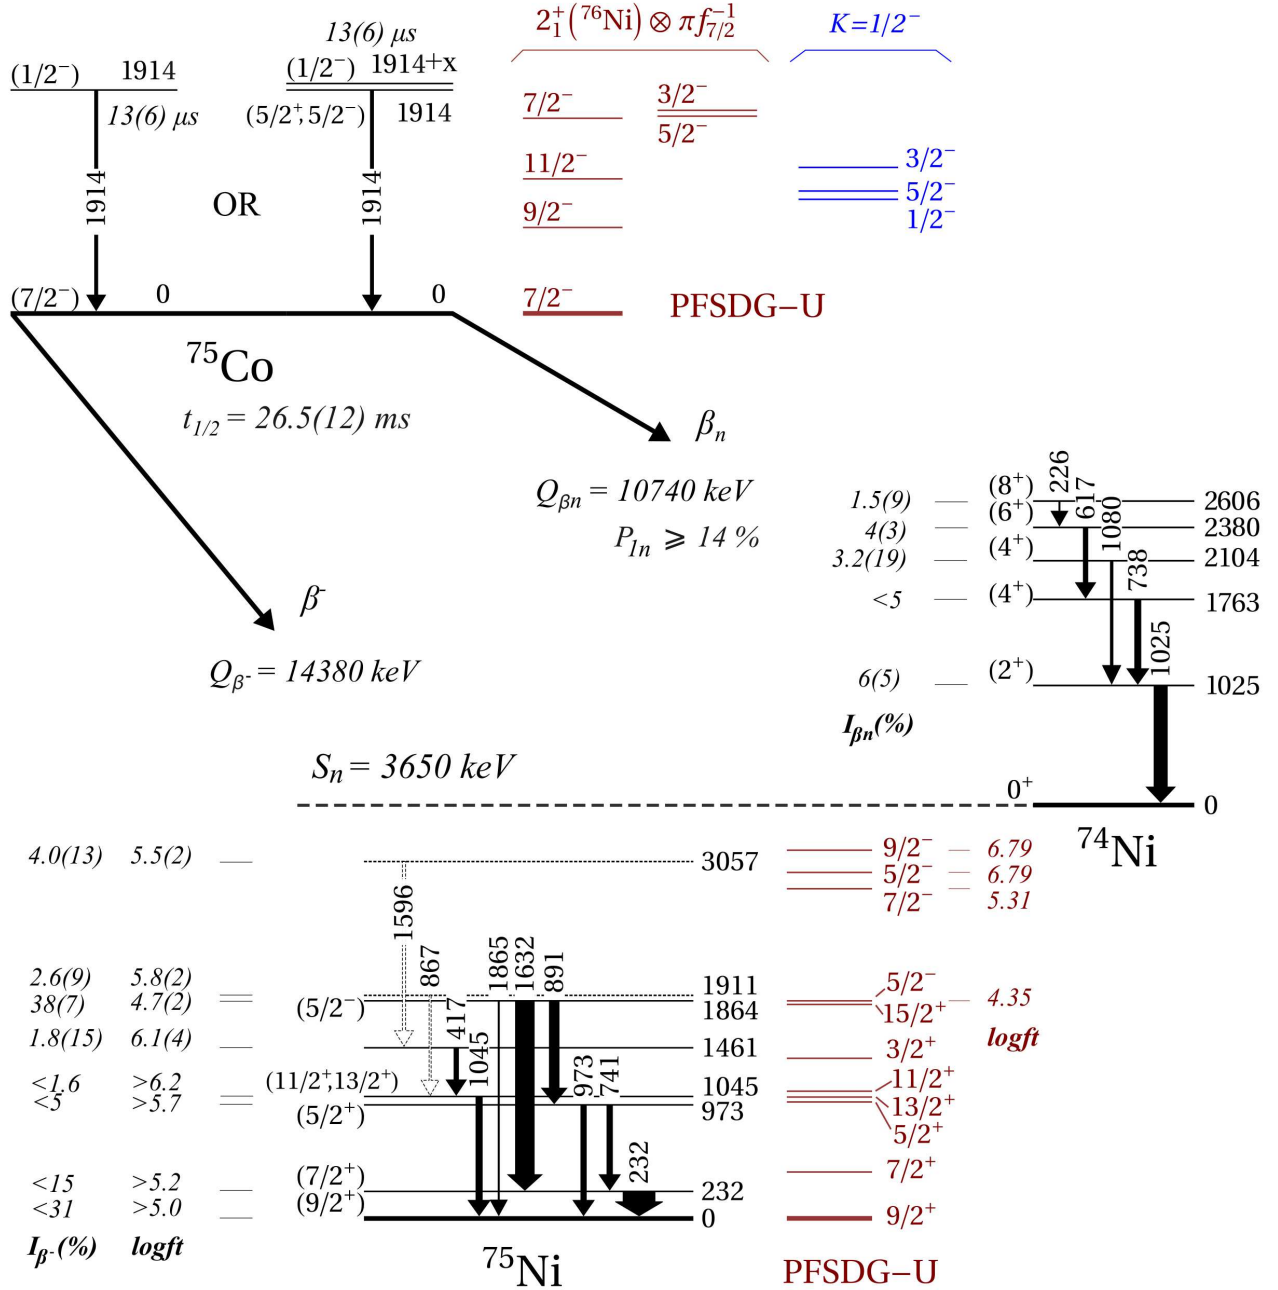 13(6) μs
(1/2⁻) 1914
(1/2⁻) 1914+x
13(6) μs
(5/2⁺,5/2⁻) 1914
1914
OR
1914
(7/2⁻) 0
0
⁷⁵Co
t₁/₂ = 26.5(12) ms
2₁⁺(⁷⁶Ni) ⊗ πf₇/₂⁻¹
K=1/2⁻
7/2⁻
3/2⁻
5/2⁻
11/2⁻
9/2⁻
7/2⁻
3/2⁻
5/2⁻
1/2⁻
PFSDG–U
βₙ
Q_βn = 10740 keV
P₁ₙ ⩾ 14 %
β⁻
Q_β⁻ = 14380 keV
226
617
1080
738
1025
1.5(9) (8⁺) 2606
4(3) (6⁺) 2380
3.2(19) (4⁺) 2104
<5 (4⁺) 1763
6(5) (2⁺) 1025
I_βn(%)
0⁺ 0
⁷⁴Ni
Sₙ = 3650 keV
4.0(13) 5.5(2) 3057
2.6(9) 5.8(2) 1911
38(7) 4.7(2) (5/2⁻) 1864
1.8(15) 6.1(4) 1461
<1.6 >6.2 (11/2⁺,13/2⁺) 1045
<5 >5.7 (5/2⁺) 973
<15 >5.2 (7/2⁺) 232
<31 >5.0 (9/2⁺) 0
I_β⁻(%) logft
1596
867
417
1045
1865
1632
891
973
741
232
⁷⁵Ni
9/2⁻ 6.79
5/2⁻ 6.79
7/2⁻ 5.31
5/2⁻ 4.35
15/2⁺
logft
3/2⁺
11/2⁺
13/2⁺
5/2⁺
7/2⁺
9/2⁺
PFSDG–U